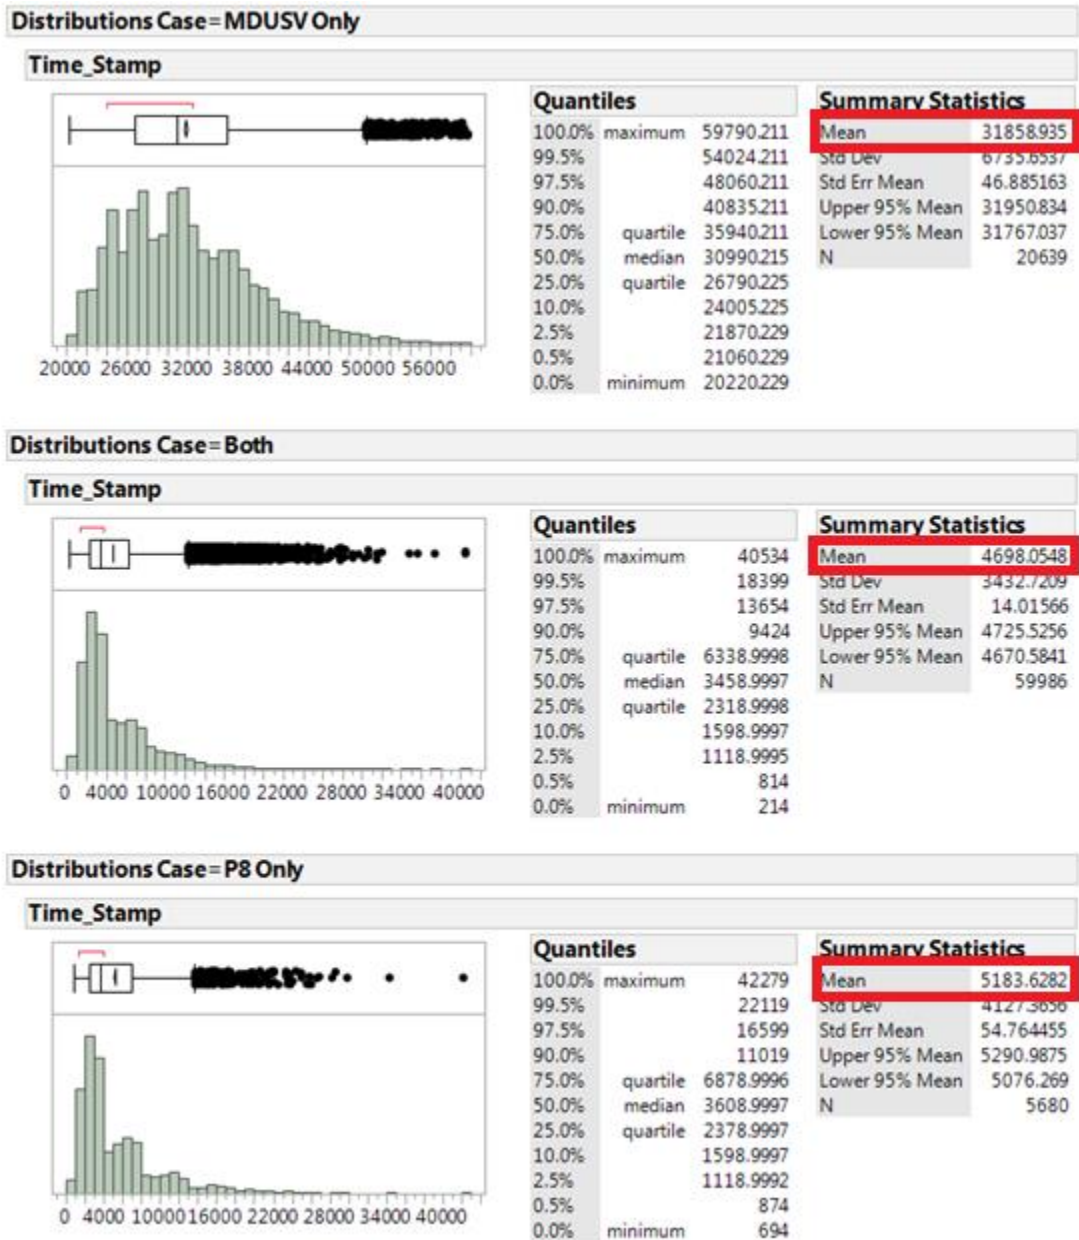 Distributions Case=MDUSV Only
Time_Stamp
20000 26000 32000 38000 44000 50000 56000
Quantiles
100.0% maximum 59790.211
99.5% 54024.211
97.5% 48060.211
90.0% 40835.211
75.0% quartile 35940.211
50.0% median 30990.215
25.0% quartile 26790.225
10.0% 24005.225
2.5% 21870.229
0.5% 21060.229
0.0% minimum 20220.229
Summary Statistics
Mean 31858.935
Std Dev 6735.6537
Std Err Mean 46.885163
Upper 95% Mean 31950.834
Lower 95% Mean 31767.037
N 20639
Distributions Case=Both
Time_Stamp
0 4000 10000 16000 22000 28000 34000 40000
Quantiles
100.0% maximum 40534
99.5% 18399
97.5% 13654
90.0% 9424
75.0% quartile 6338.9998
50.0% median 3458.9997
25.0% quartile 2318.9998
10.0% 1598.9997
2.5% 1118.9995
0.5% 814
0.0% minimum 214
Summary Statistics
Mean 4698.0548
Std Dev 3432.7209
Std Err Mean 14.01566
Upper 95% Mean 4725.5256
Lower 95% Mean 4670.5841
N 59986
Distributions Case=P8 Only
Time_Stamp
0 4000 10000 16000 22000 28000 34000 40000
Quantiles
100.0% maximum 42279
99.5% 22119
97.5% 16599
90.0% 11019
75.0% quartile 6878.9996
50.0% median 3608.9997
25.0% quartile 2378.9997
10.0% 1598.9997
2.5% 1118.9992
0.5% 874
0.0% minimum 694
Summary Statistics
Mean 5183.6282
Std Dev 4127.3656
Std Err Mean 54.764455
Upper 95% Mean 5290.9875
Lower 95% Mean 5076.269
N 5680